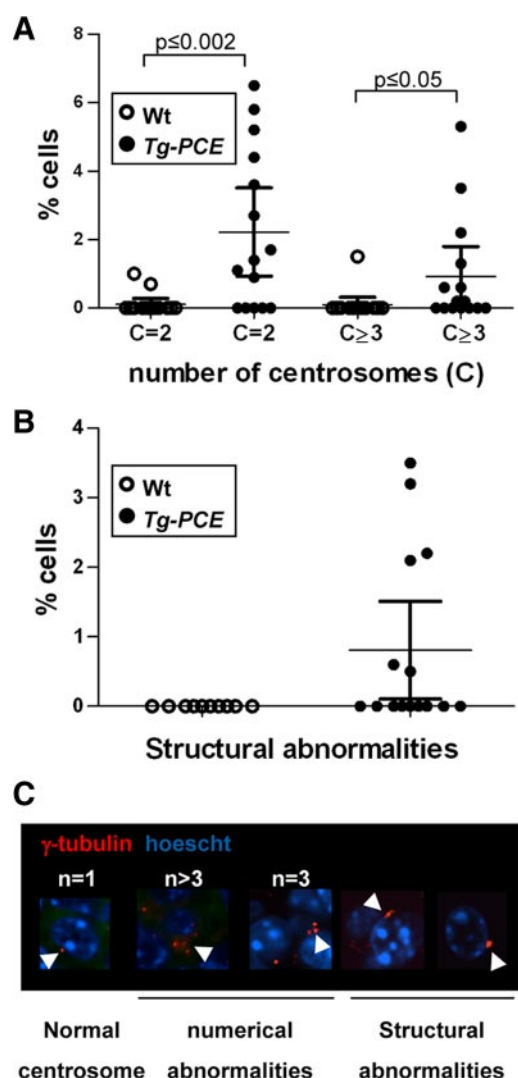 A
8
p≤0.002
p≤0.05
Wt
Tg-PCE
6
4
2
0
% cells
C=2
C=2
C≥3
C≥3
number of centrosomes (C)
B
4
Wt
Tg-PCE
3
2
1
0
% cells
Structural abnormalities
C
γ-tubulin hoescht
n=1 n>3 n=3
Normal numerical Structural
centrosome abnormalities abnormalities